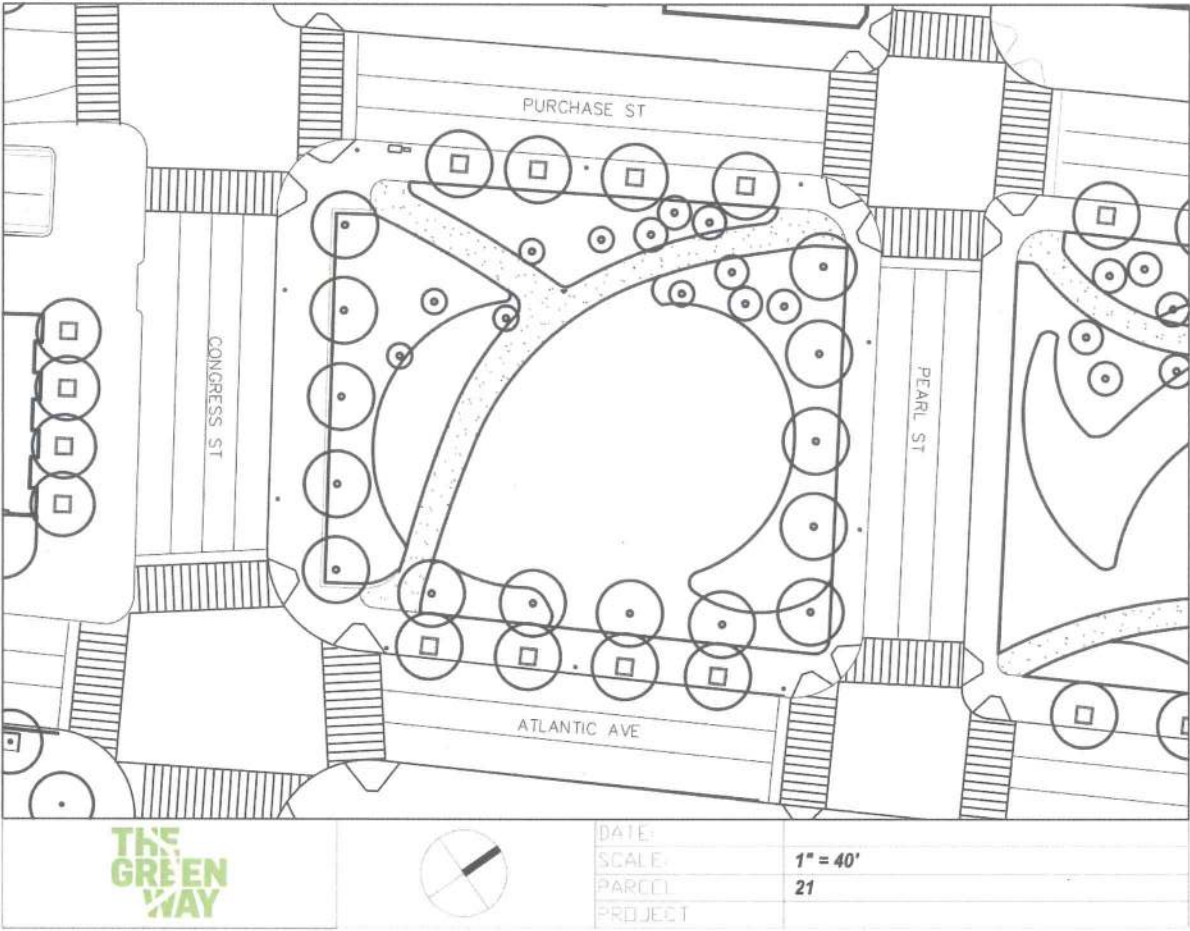 PURCHASE ST
CONGRESS ST
PEARL ST
ATLANTIC AVE
THE
GREEN
WAY
DATE:
SCALE: 1" = 40'
PARCEL 21
PROJECT